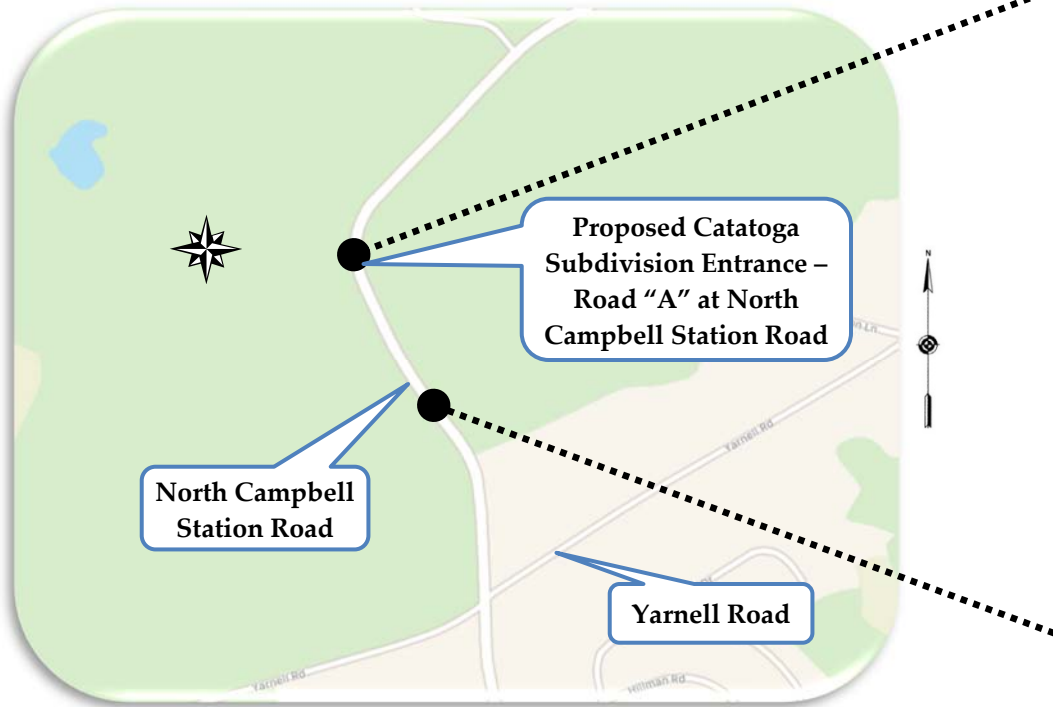 N
Proposed Catatoga
Subdivision Entrance –
Road “A” at North
Campbell Station Road
Yarnell Rd
North Campbell
Station Road
Yarnell Road
Yarnell Rd
Hillman Rd